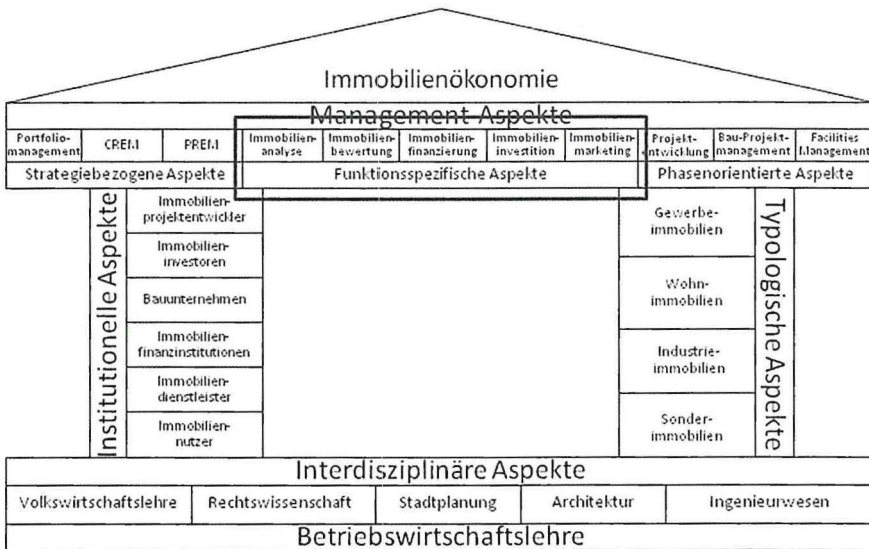 Immobilienökonomie
Management-Aspekte
Portfolio-
management
CREM
PREM
Immobilien-
analyse
Immobilien-
bewertung
Immobilien-
finanzierung
Immobilien-
investition
Immobilien-
marketing
Projekt-
entwicklung
Bau-Projekt-
management
Facilities
Management
Strategiebezogene Aspekte
Funktionsspezifische Aspekte
Phasenorientierte Aspekte
Institutionelle Aspekte
Immobilien-
projektentwickler
Immobilien-
investoren
Bauunternehmen
Immobilien-
finanzinstitutionen
Immobilien-
dienstleister
Immobilien-
nutzer
Gewerbe-
immobilien
Wohn-
immobilien
Industrie-
immobilien
Sonder-
immobilien
Typologische Aspekte
Interdisziplinäre Aspekte
Volkswirtschaftslehre
Rechtswissenschaft
Stadtplanung
Architektur
Ingenieurwesen
Betriebswirtschaftslehre